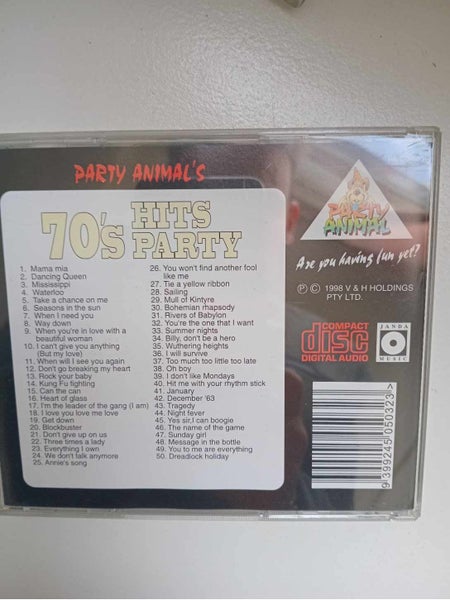 PARTY ANIMAL'S
70's HITS PARTY
1. Mama mia
2. Dancing Queen
3. Mississippi
4. Waterloo
5. Take a chance on me
6. Seasons in the sun
7. When I need you
8. Way down
9. When you're in love with a
beautiful woman
10. I can't give you anything
(But my love)
11. When will I see you again
12. Don't go breaking my heart
13. Rock your baby
14. Kung Fu fighting
15. Can the can
16. Heart of glass
17. I'm the leader of the gang (I am)
18. I love you love me love
19. Get down
20. Blockbuster
21. Don't give up on us
22. Three times a lady
23. Everything I own
24. We don't talk anymore
25. Annie's song
26. You won't find another fool
like me
27. Tie a yellow ribbon
28. Sailing
29. Mull of Kintyre
30. Bohemian rhapsody
31. Rivers of Babylon
32. You're the one that I want
33. Summer nights
34. Billy, don't be a hero
35. Wuthering heights
36. I will survive
37. Too much too little too late
38. Oh boy
39. I don't like Mondays
40. Hit me with your rhythm stick
41. January
42. December '63
43. Tragedy
44. Night fever
45. Yes sir,I can boogie
46. The name of the game
47. Sunday girl
48. Message in the bottle
49. You to me are everything
50. Dreadlock holiday
PARTY
ANIMAL
Are you having fun yet?
Ⓟ © 1998 V & H HOLDINGS
PTY LTD.
COMPACT
disc
DIGITAL AUDIO
JANDA
MUSIC
9 399245 050323 >